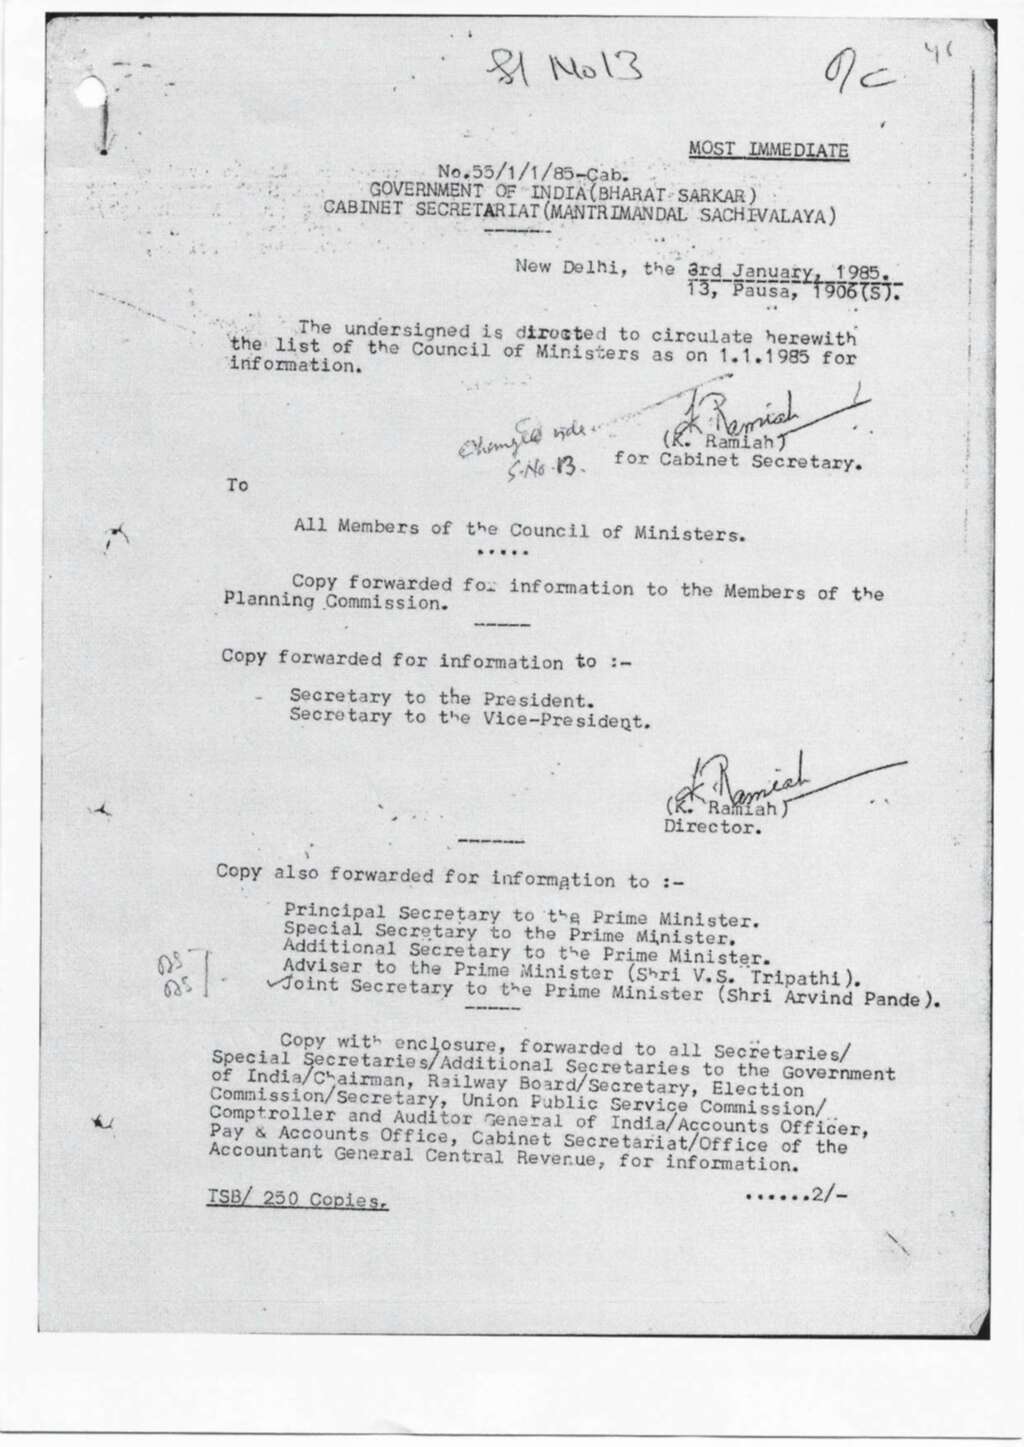 Sl No 13
MOST IMMEDIATE
No.55/1/1/85-Cab.
GOVERNMENT OF INDIA(BHARAT SARKAR)
CABINET SECRETARIAT(MANTRIMANDAL SACHIVALAYA)
New Delhi, the 3rd January, 1985.
13, Pausa, 1906(S).
The undersigned is directed to circulate herewith
the list of the Council of Ministers as on 1.1.1985 for
information.
K. Ramiah
(K. Ramiah)
for Cabinet Secretary.
Changed vide
S.No. 13.
To
All Members of the Council of Ministers.
.....
Copy forwarded for information to the Members of the
Planning Commission.
Copy forwarded for information to :-
Secretary to the President.
Secretary to the Vice-President.
K. Ramiah
(K. Ramiah)
Director.
Copy also forwarded for information to :-
Principal Secretary to the Prime Minister.
Special Secretary to the Prime Minister.
Additional Secretary to the Prime Minister.
Adviser to the Prime Minister (Shri V.S. Tripathi).
Joint Secretary to the Prime Minister (Shri Arvind Pande).
Copy with enclosure, forwarded to all Secretaries/
Special Secretaries/Additional Secretaries to the Government
of India/Chairman, Railway Board/Secretary, Election
Commission/Secretary, Union Public Service Commission/
Comptroller and Auditor General of India/Accounts Officer,
Pay & Accounts Office, Cabinet Secretariat/Office of the
Accountant General Central Revenue, for information.
TSB/ 250 Copies.
......2/-